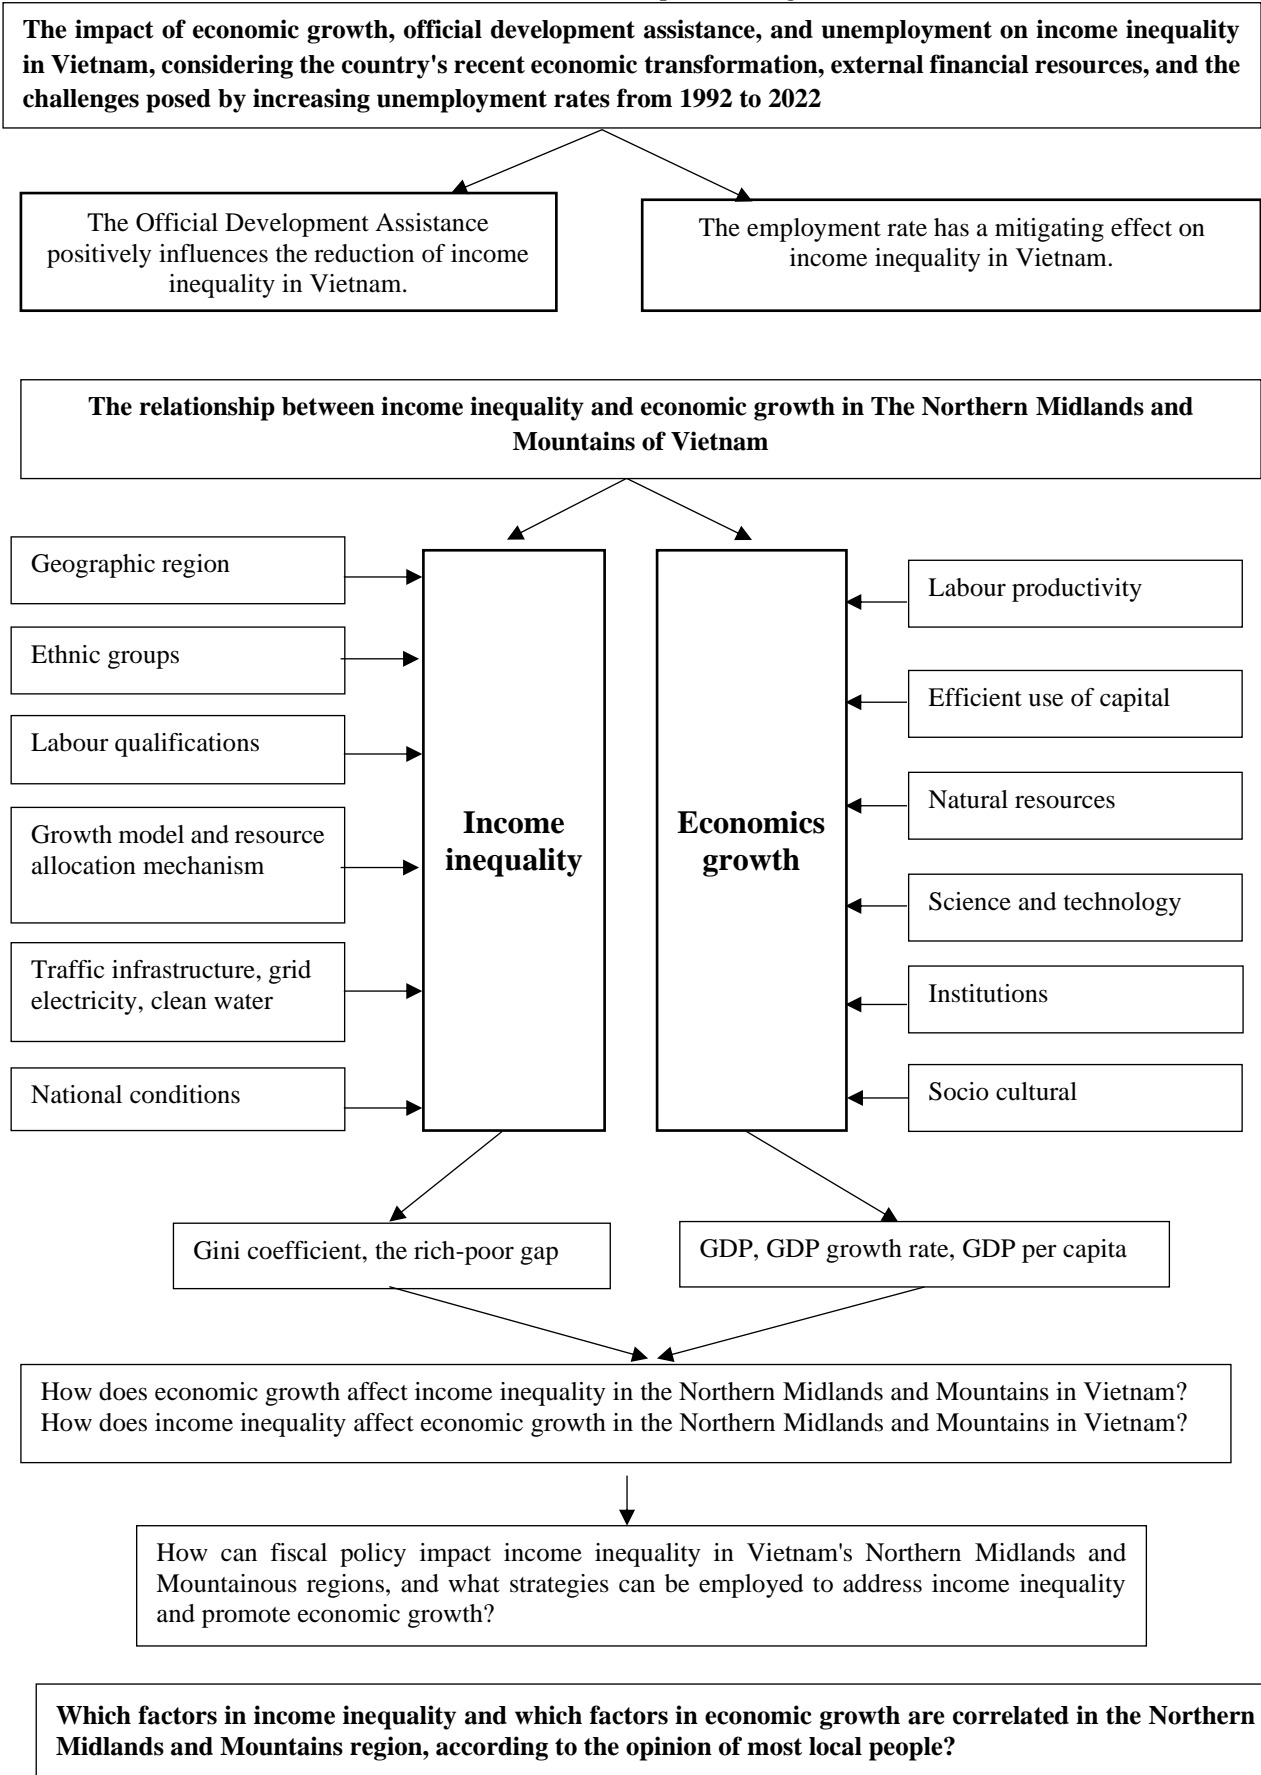 The impact of economic growth, official development assistance, and unemployment on income inequality
in Vietnam, considering the country's recent economic transformation, external financial resources, and the
challenges posed by increasing unemployment rates from 1992 to 2022
The Official Development Assistance
positively influences the reduction of income
inequality in Vietnam.
The employment rate has a mitigating effect on
income inequality in Vietnam.
The relationship between income inequality and economic growth in The Northern Midlands and
Mountains of Vietnam
Geographic region
Ethnic groups
Labour qualifications
Growth model and resource
allocation mechanism
Traffic infrastructure, grid
electricity, clean water
National conditions
Income
inequality
Economics
growth
Labour productivity
Efficient use of capital
Natural resources
Science and technology
Institutions
Socio cultural
Gini coefficient, the rich-poor gap
GDP, GDP growth rate, GDP per capita
How does economic growth affect income inequality in the Northern Midlands and Mountains in Vietnam?
How does income inequality affect economic growth in the Northern Midlands and Mountains in Vietnam?
How can fiscal policy impact income inequality in Vietnam's Northern Midlands and
Mountainous regions, and what strategies can be employed to address income inequality
and promote economic growth?
Which factors in income inequality and which factors in economic growth are correlated in the Northern
Midlands and Mountains region, according to the opinion of most local people?